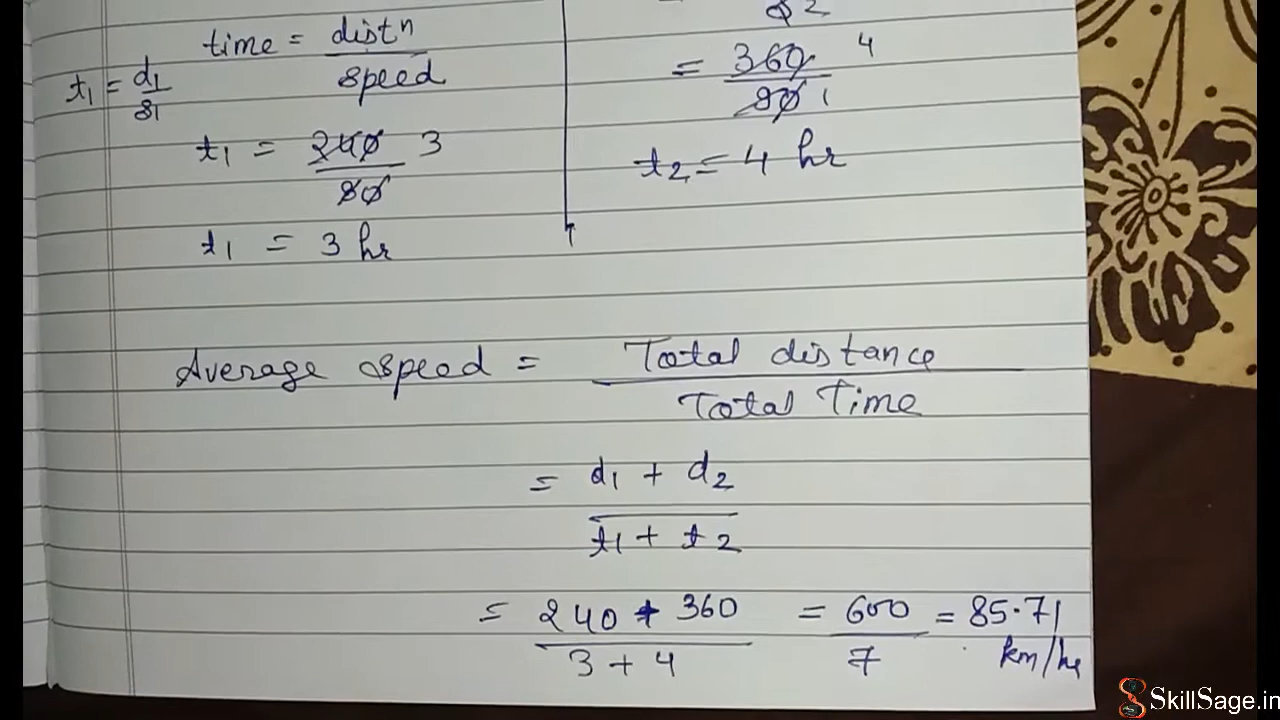 time = distⁿ / speed
t₁ = d₁ / s₁
t₁ = 240 / 80 3
t₁ = 3 hr
s2
= 360 / 90 4 1
t₂ = 4 hr
Average speed = Total distance / Total Time
= d₁ + d₂ / t₁ + t₂
= 240 + 360 / 3 + 4 = 600 / 7 = 85.71 km/hr
SkillSage.in